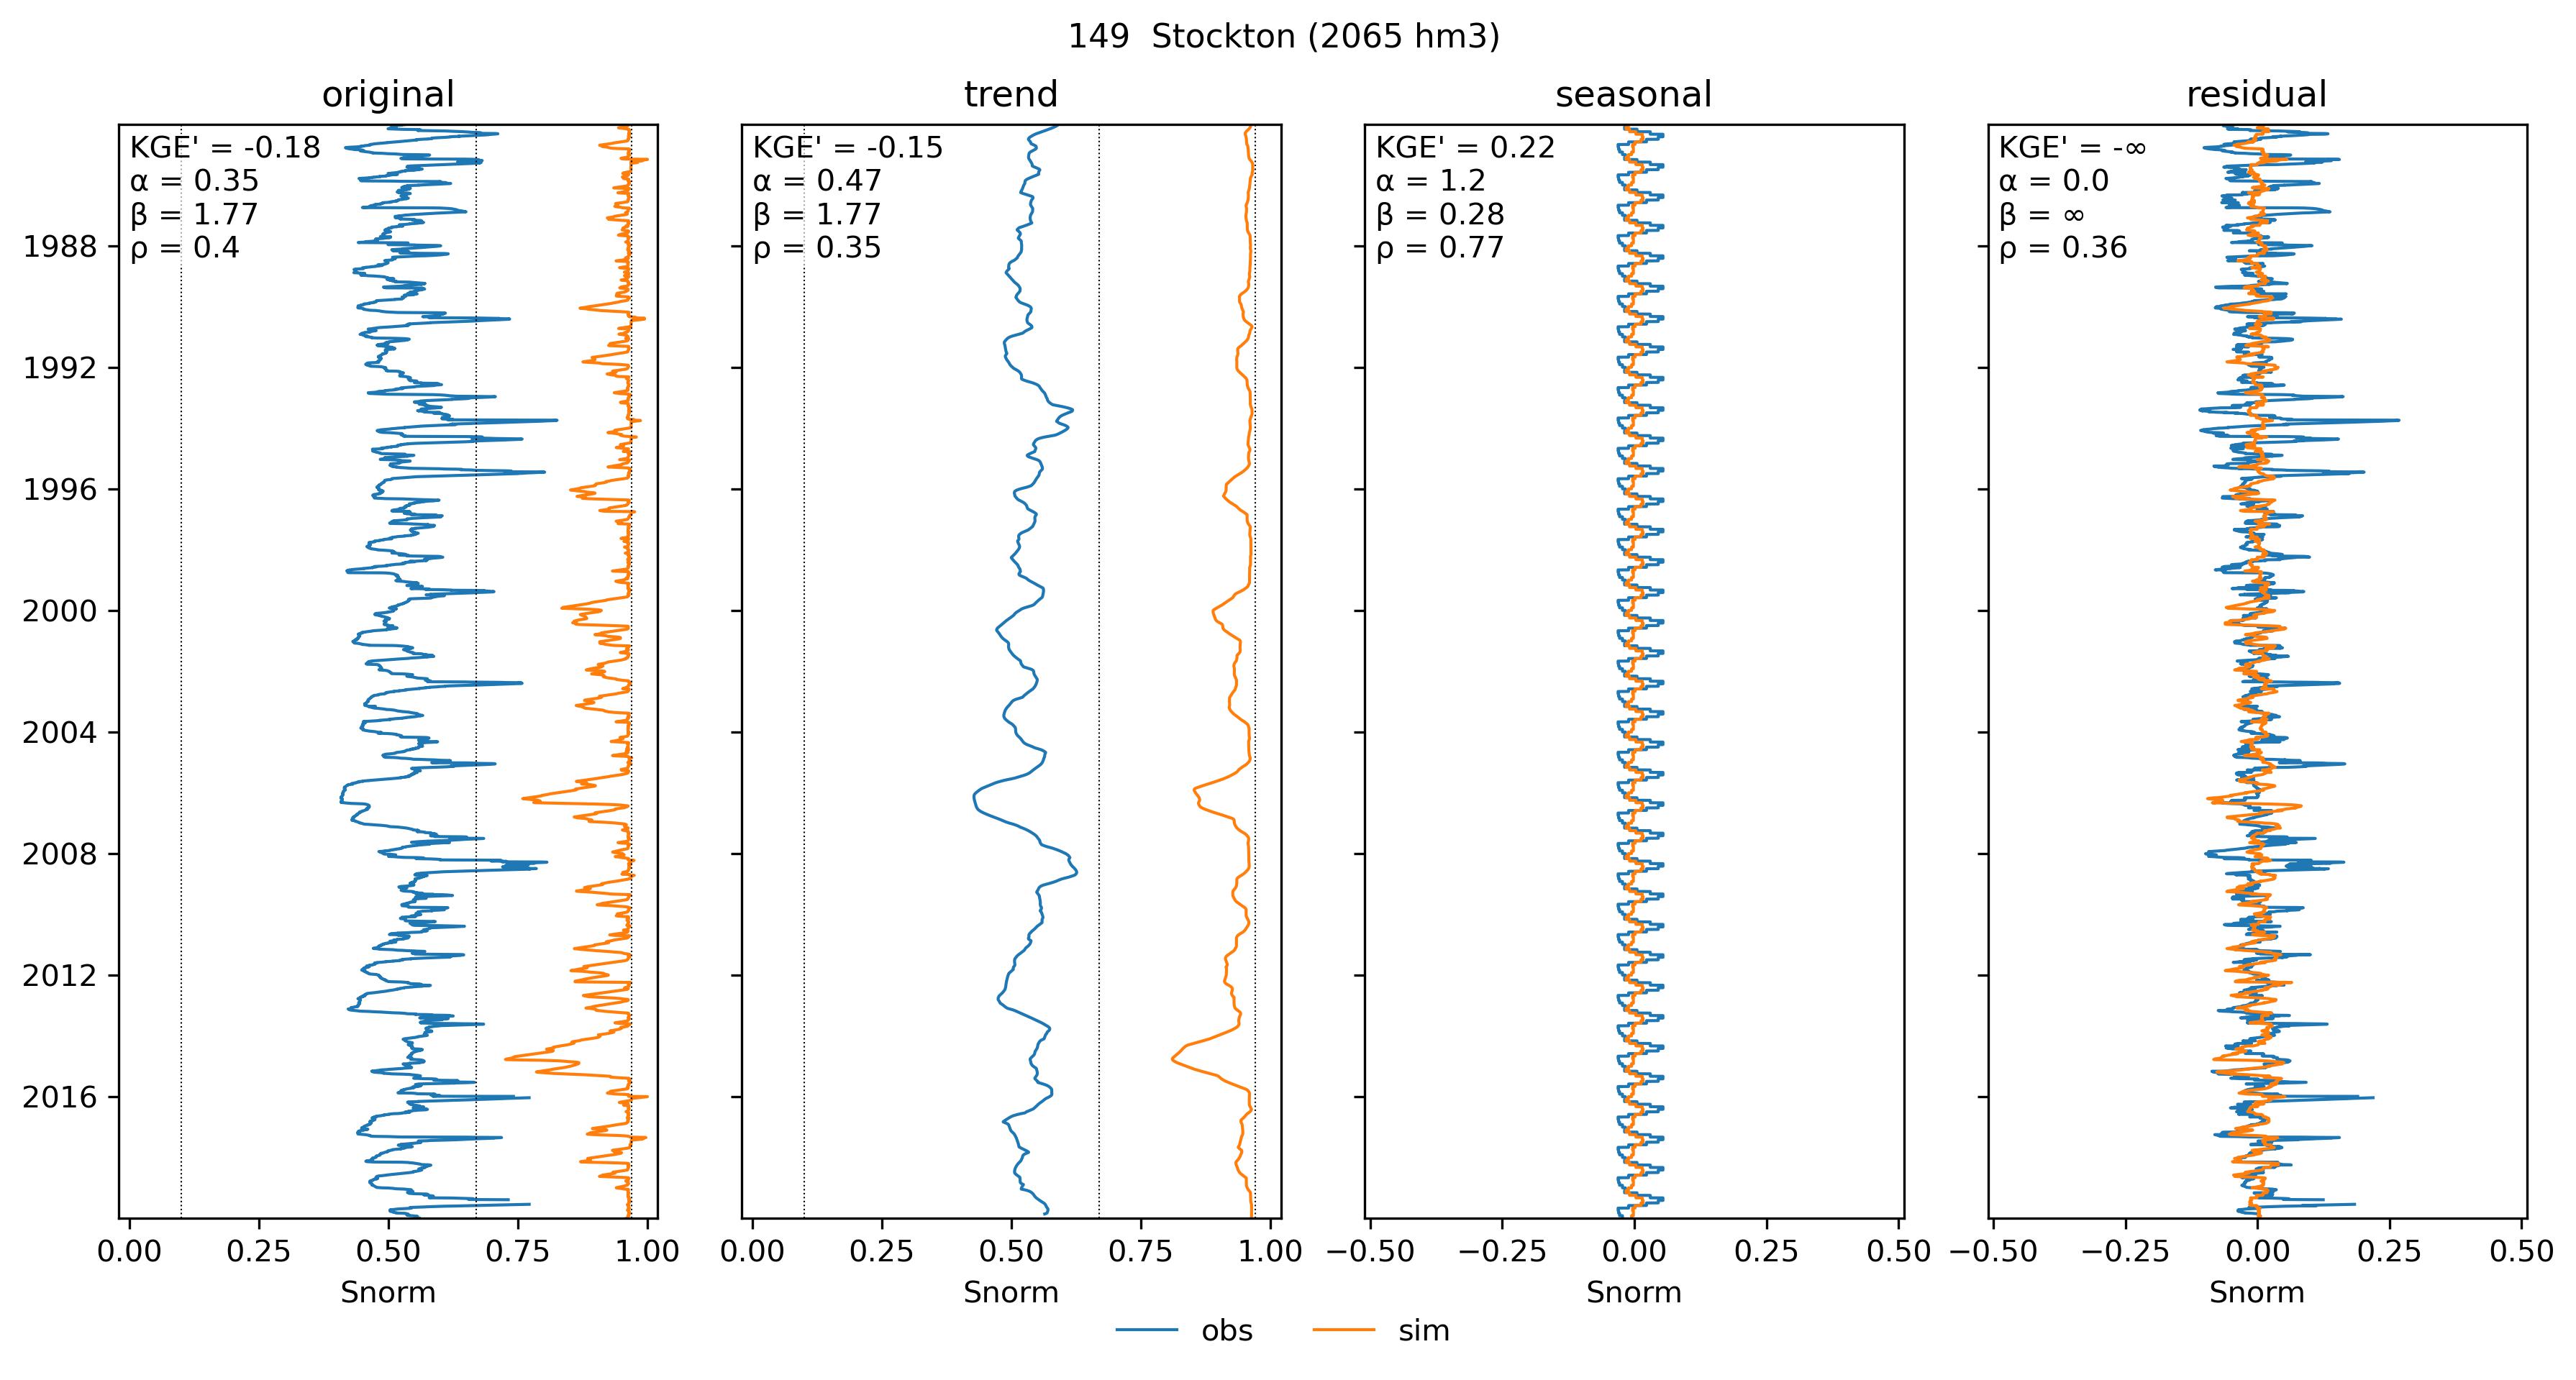 149  Stockton (2065 hm3)
original
KGE' = -0.18
α = 0.35
β = 1.77
ρ = 0.4
1988
1992
1996
2000
2004
2008
2012
2016
0.00 0.25 0.50 0.75 1.00
Snorm
trend
KGE' = -0.15
α = 0.47
β = 1.77
ρ = 0.35
0.00 0.25 0.50 0.75 1.00
Snorm
seasonal
KGE' = 0.22
α = 1.2
β = 0.28
ρ = 0.77
−0.50 −0.25 0.00 0.25 0.50
Snorm
residual
KGE' = -∞
α = 0.0
β = ∞
ρ = 0.36
−0.50 −0.25 0.00 0.25 0.50
Snorm
obs sim